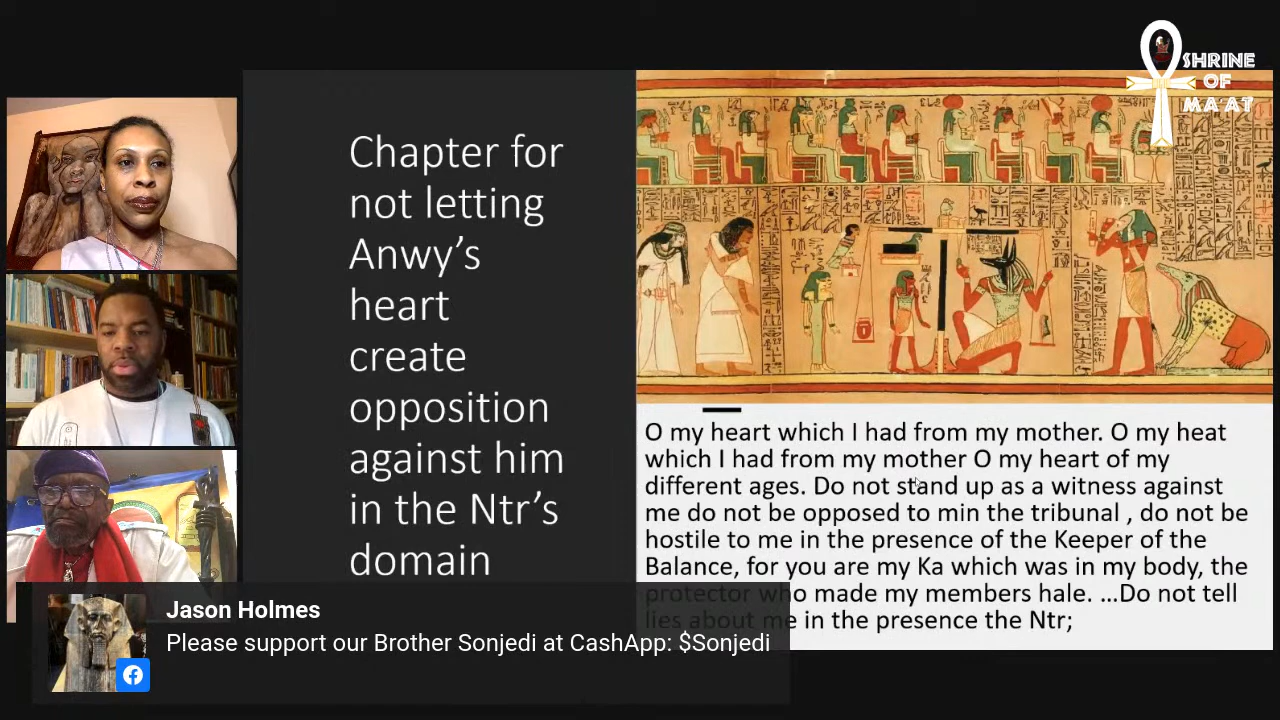 SHRINE
OF
MA'AT
Chapter for
not letting
Anwy's
heart
create
opposition
against him
in the Ntr's
domain
O my heart which I had from my mother. O my heat
which I had from my mother O my heart of my
different ages. Do not stand up as a witness against
me do not be opposed to min the tribunal , do not be
hostile to me in the presence of the Keeper of the
Balance, for you are my Ka which was in my body, the
protector who made my members hale. ...Do not tell
lies about me in the presence the Ntr;
Jason Holmes
Please support our Brother Sonjedi at CashApp: $Sonjedi